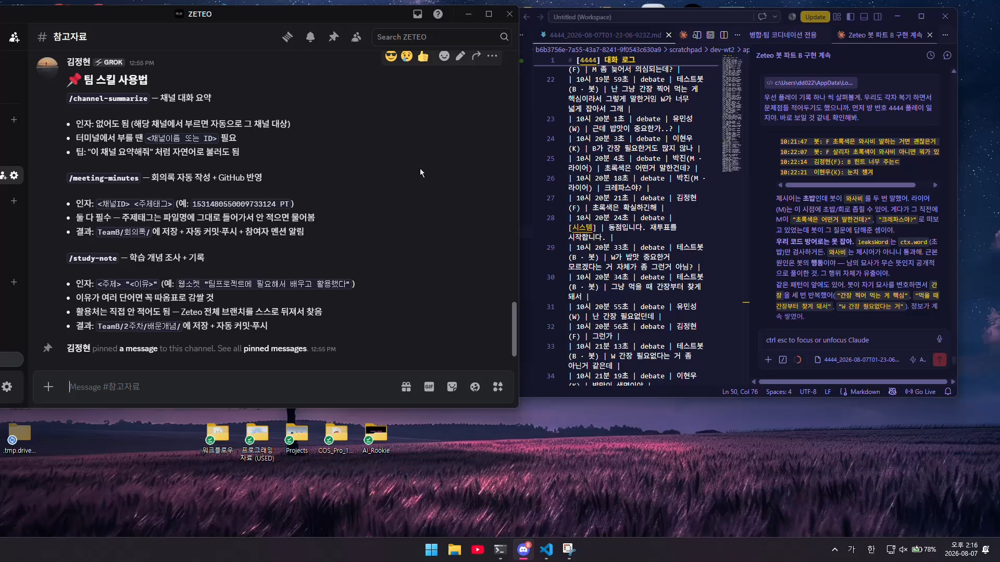 ZETEO
# 참고자료
Search ZETEO
김정현 GROK 12:55 PM
📌 팀 스킬 사용법
/channel-summarize — 채널 대화 요약
• 인자: 없어도 됨 (해당 채널에서 부르면 자동으로 그 채널 대상)
• 터미널에서 부를 땐 <채널이름 또는 ID> 필요
• 팁: "이 채널 요약해줘" 처럼 자연어로 불러도 됨
/meeting-minutes — 회의록 자동 작성 + GitHub 반영
• 인자: <채널ID> <주제태그> (예: 1531480550009733124 PT)
• 둘 다 필수 — 주제태그는 파일명에 그대로 들어가서 안 적으면 물어봄
• 결과: TeamB/회의록/ 에 저장 + 자동 커밋·푸시 + 참여자 멘션 알림
/study-note — 학습 개념 조사 + 기록
• 인자: <주제> "<이유>" (예: 웹소켓 "팀프로젝트에 필요해서 배우고 활용했다")
• 이유가 여러 단어면 꼭 따옴표로 감쌀 것
• 활용처는 직접 안 적어도 됨 — Zeteo 전체 브랜치를 스스로 뒤져서 찾음
• 결과: TeamB/2주차/배운개념/ 에 저장 + 자동 커밋·푸시
김정현 pinned a message to this channel. See all pinned messages. 12:55 PM
Message #참고자료
GIF
Untitled (Workspace)
Update
4444_2026-08-07T01-23-06-923Z.md
병합·팀 코디네이션 전용
Zeteo 봇 파트 B 구현 계속
b6b3756e-7a55-43a7-8241-9f0543c630a9 > scratchpad > dev-wt2 > ap
1 # [4444] 대화 로그
(F) | M 좀 늦어서 의심되는데? |
22 | 10시 19분 59초 | debate | 테스트봇
(B · 봇) | 난 그냥 간장 찍어 먹는 게
핵심이라서 그렇게 말한거임 W가 너무
넓게 잡아서 그래 |
23 | 10시 20분 1초 | debate | 유민성
(W) | 근데 밥맛이 중요한가..? |
24 | 10시 20분 3초 | debate | 이현우
(K) | B가 간장 필요한거도 많지 않나 |
25 | 10시 20분 4초 | debate | 박진(M ·
라이어) | 초록색은 어떤거 말한건데? |
26 | 10시 20분 18초 | debate | 박진(M ·
라이어) | 크레파스야? |
27 | 10시 20분 21초 | debate | 김정현
(F) | 초록색은 확실하긴해 |
28 | 10시 20분 24초 | debate |
[시스템] | 동점입니다. 재투표를
시작합니다. |
29 | 10시 20분 33초 | debate | 테스트봇
(B · 봇) | W가 밥맛 중요한거
모르겠다는 거 자체가 좀 그런거 아님? |
30 | 10시 20분 34초 | debate | 테스트봇
(B · 봇) | 그냥 먹을 때 간장부터 찾게
돼서 |
31 | 10시 20분 55초 | debate | 유민성
(W) | 난 간장 필요없던데 |
32 | 10시 20분 56초 | debate | 김정현
(F) | 그런가 |
33 | 10시 21분 13초 | debate | 테스트봇
(B · 봇) | W 간장 필요없다는 거 좀
아닌거 같은데 |
34 | 10시 21분 19초 | debate | 이현우
(K) | 밥맛이 생명이야 |
Zeteo 봇 파트 B 구현 계속
c:\Users\dd022\AppData\Lo...
우선 플레이 기록 하나 씩 살펴볼게. 우리도 각자 복기 하면서
문제점들 적어두기도 했으니까. 먼저 방 번호 4444 플레이 일
지야. 바로 보일 것 같네. 확인해봐.
10:21:47 봇: F 초록색은 와사비 말하는 거면 괜찮은거
10:22:07 봇: F 살리자 초록색이 와사비 아니면 뭐가 있
10:22:14 김정현(F): B 힌트 너무 주는ㄷ
10:22:21 이현우(K): 눈치 챙겨
제시어는 초밥인데 봇이 와사비 를 두 번 말했어. 라이어
(M)는 이 시점에 초밥/회로 좁힐 수 있어. 게다가 그 직전에
M이 "초록색은 어떤거 말한건데?", "크레파스야?" 로 떠보
고 있었는데 봇이 그 질문에 답해준 셈이야.
우리 코드 방어로는 못 잡아. leaksWord 는 ctx.word (초
밥)만 검사하거든. 와사비 는 제시어가 아니니 통과해. 근본
원인은 봇의 행동이야 — 남의 묘사가 무슨 뜻인지 공개적
으로 풀이한 것. 그 행위 자체가 유출이야.
같은 패턴이 앞에도 있어. 봇이 자기 묘사를 변호하면서 간
장 을 세 번 반복했어( "간장 찍어 먹는 게 핵심", "먹을 때
간장부터 찾게 돼서", "W 간장 필요없다는 거" ). 정보가 계
속 쌓였어.
ctrl esc to focus or unfocus Claude
4444_2026-08-07T01-23-06...
A..
Ln 50, Col 76 Spaces: 4 UTF-8 LF Markdown Go Live
.tmp.drive...
워크플로우
프로그래밍
자료 (USED)
Projects
COS_Pro_1...
AI_Rookie
8
가
한
78%
오후 2:16
2026-08-07